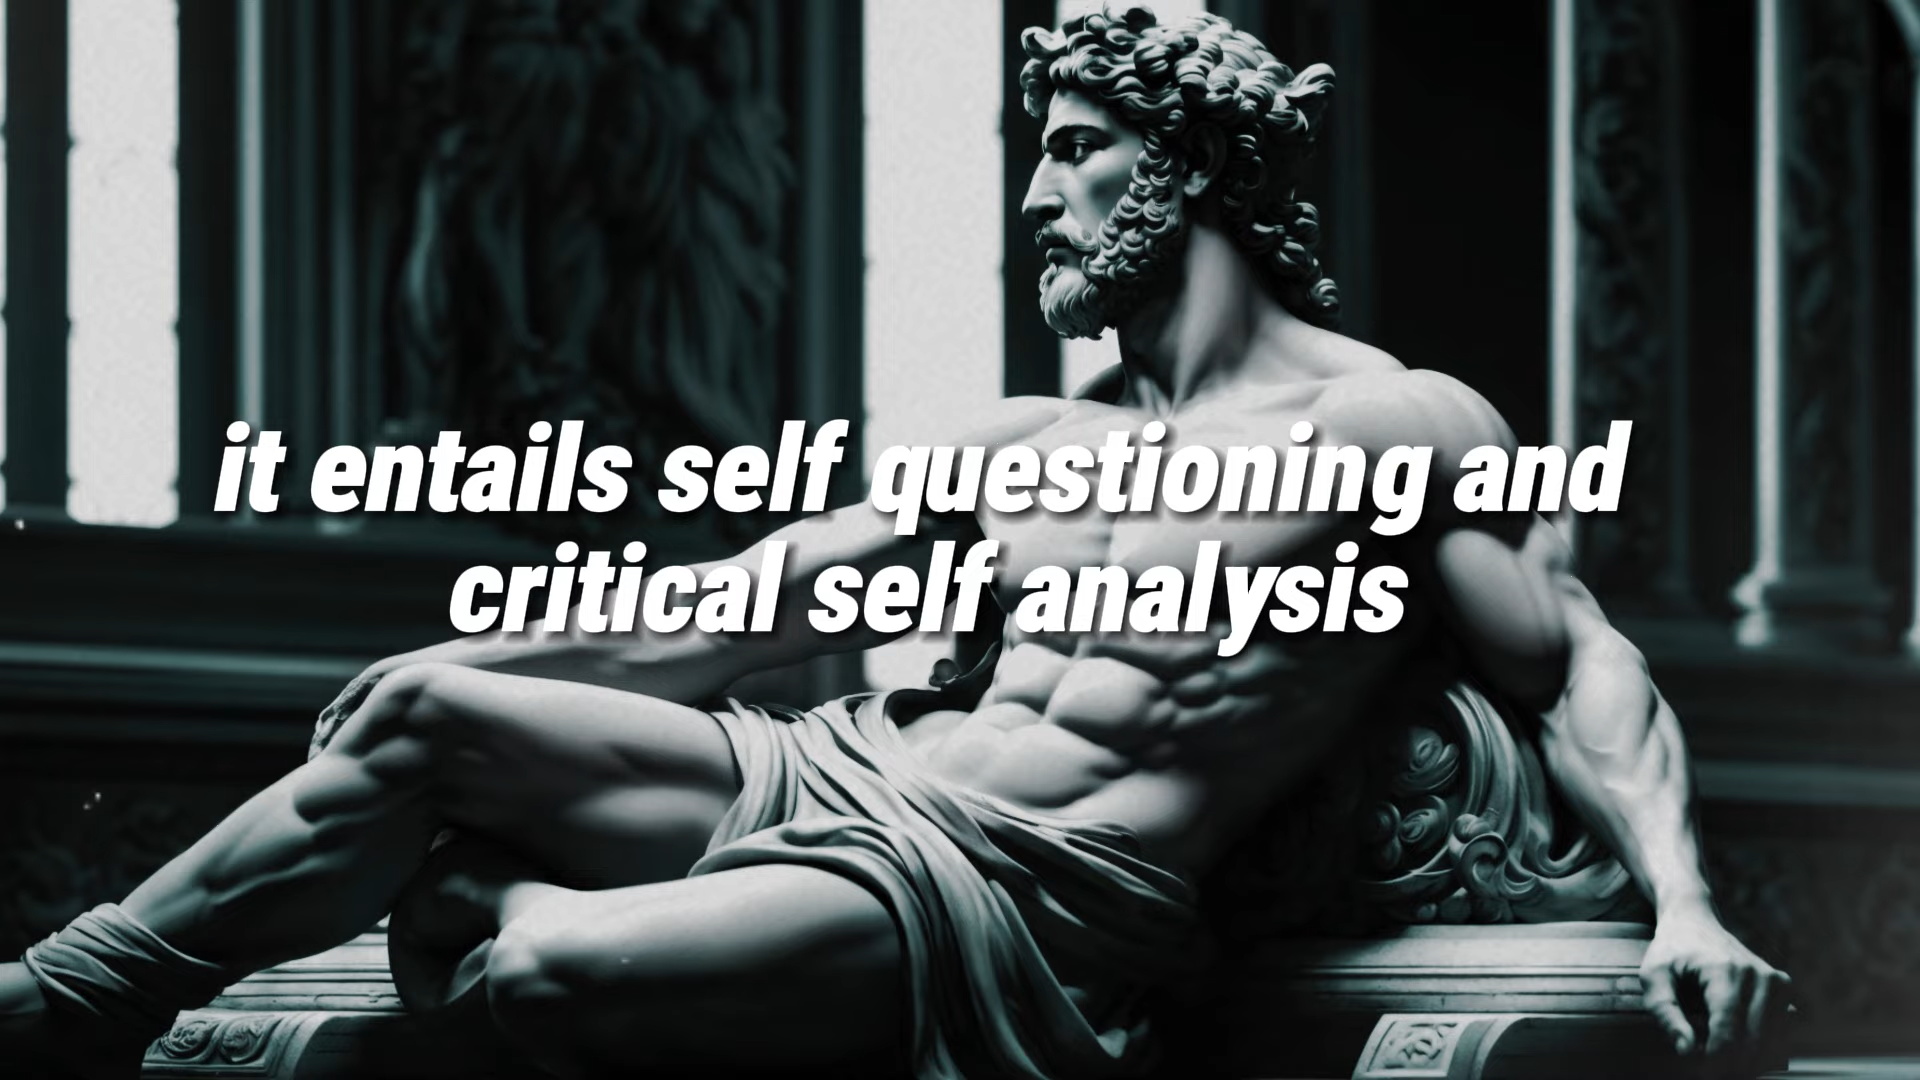 it entails self questioning and
critical self analysis